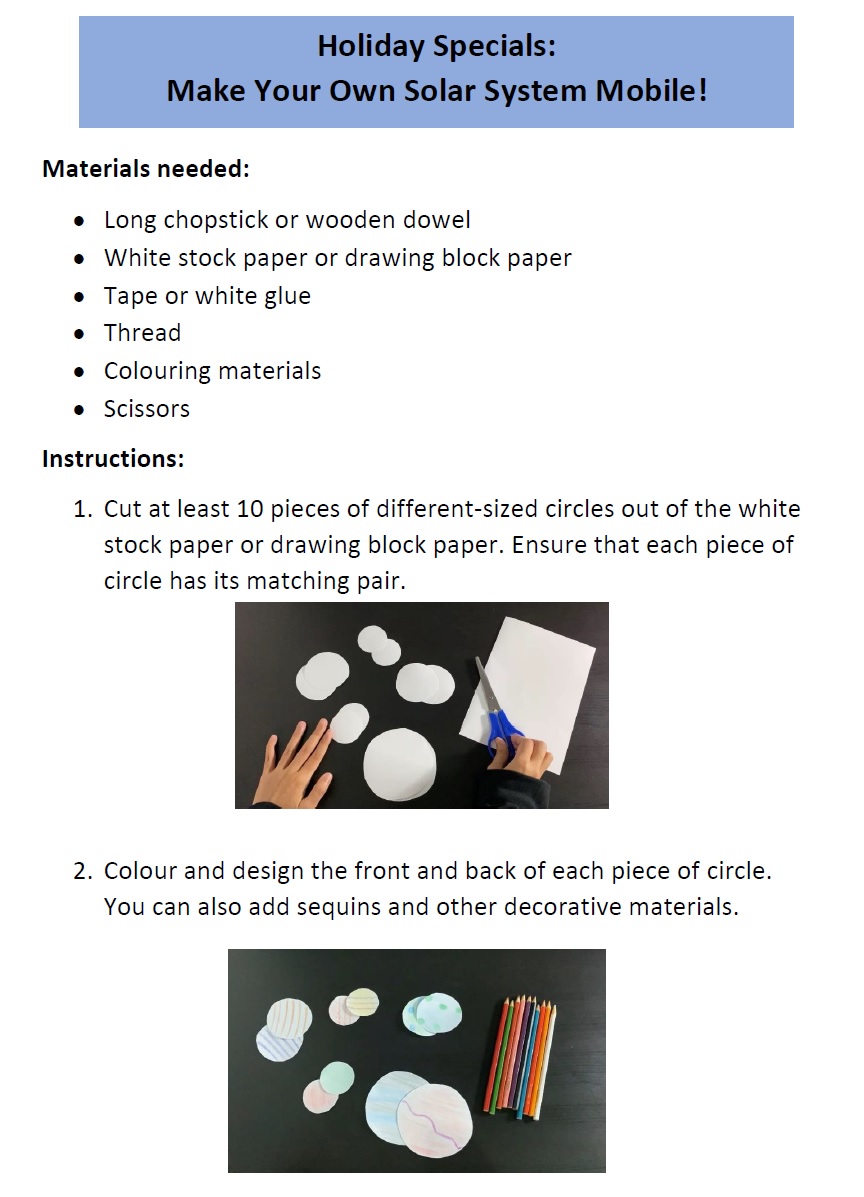 Holiday Specials:
Make Your Own Solar System Mobile!
Materials needed:
• Long chopstick or wooden dowel
• White stock paper or drawing block paper
• Tape or white glue
• Thread
• Colouring materials
• Scissors
Instructions:
1. Cut at least 10 pieces of different-sized circles out of the white
stock paper or drawing block paper. Ensure that each piece of
circle has its matching pair.
2. Colour and design the front and back of each piece of circle.
You can also add sequins and other decorative materials.